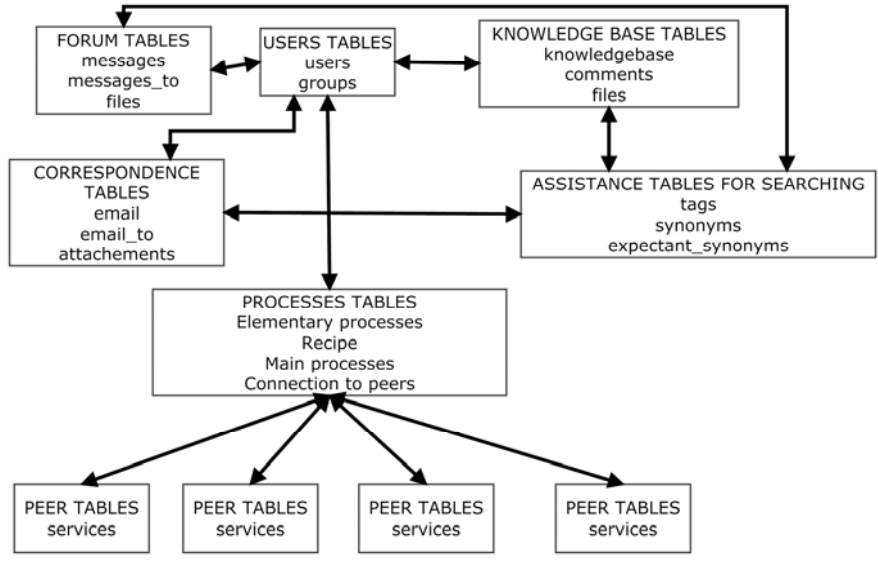 FORUM TABLES
messages
messages_to
files
USERS TABLES
users
groups
KNOWLEDGE BASE TABLES
knowledgebase
comments
files
CORRESPONDENCE
TABLES
email
email_to
attachements
ASSISTANCE TABLES FOR SEARCHING
tags
synonyms
expectant_synonyms
PROCESSES TABLES
Elementary processes
Recipe
Main processes
Connection to peers
PEER TABLES
services
PEER TABLES
services
PEER TABLES
services
PEER TABLES
services